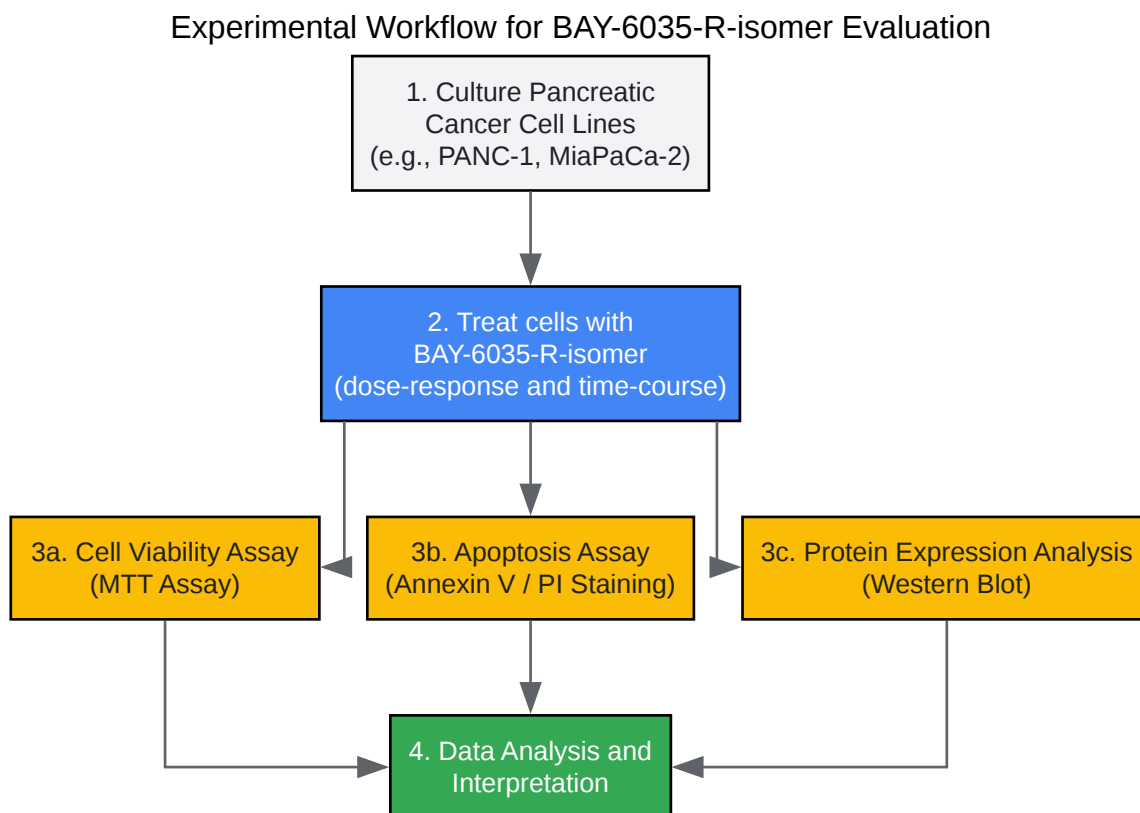 Experimental Workflow for BAY-6035-R-isomer Evaluation
1. Culture Pancreatic
Cancer Cell Lines
(e.g., PANC-1, MiaPaCa-2)
2. Treat cells with
BAY-6035-R-isomer
(dose-response and time-course)
3a. Cell Viability Assay
(MTT Assay)
3b. Apoptosis Assay
(Annexin V / PI Staining)
3c. Protein Expression Analysis
(Western Blot)
4. Data Analysis and
Interpretation